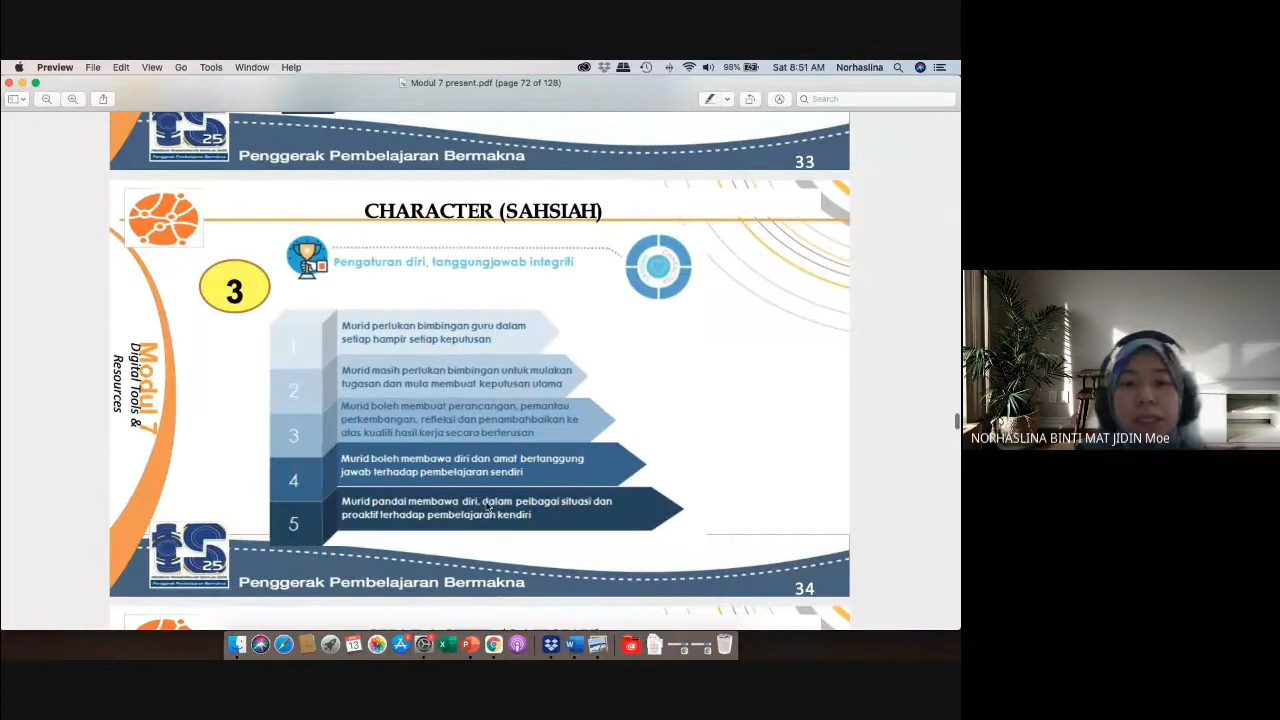 Preview File Edit View Go Tools Window Help
98% Sat 8:51 AM Norhaslina
Modul 7 present.pdf (page 72 of 128)
Search
25
Penggerak Pembelajaran Bermakna
33
CHARACTER (SAHSIAH)
Pengaturan diri, tanggungjawab integriti
3
Modul 7
Digital Tools &
Resources
1
Murid perlukan bimbingan guru dalam
setiap hampir setiap keputusan
2
Murid masih perlukan bimbingan untuk mulakan
tugasan dan mula membuat keputusan utama
3
Murid boleh membuat perancangan, pemantau
perkembangan, refleksi dan penambahbaikan ke
atas kualiti hasil kerja secara berterusan
4
Murid boleh membawa diri dan amat bertanggung
jawab terhadap pembelajaran sendiri
5
Murid pandai membawa diri, dalam pelbagai situasi dan
proaktif terhadap pembelajaran kendiri
25
Penggerak Pembelajaran Bermakna
34
13
NORHASLINA BINTI MAT JIDIN Moe